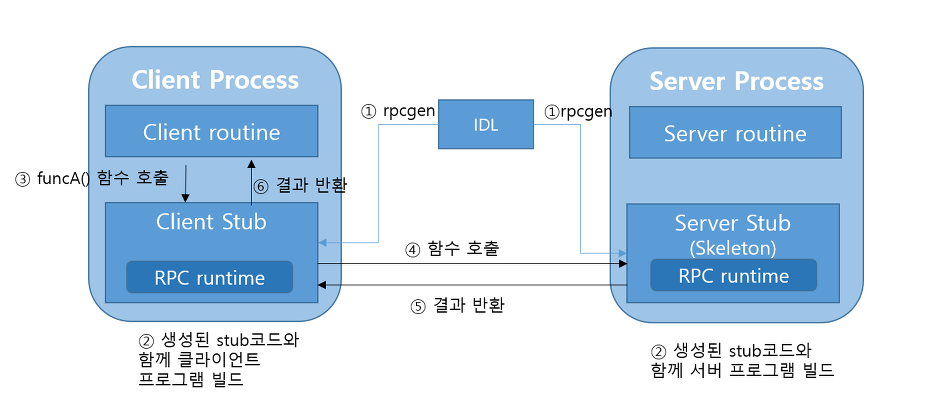 Client Process
Client routine
③ funcA() 함수 호출
⑥ 결과 반환
Client Stub
RPC runtime
② 생성된 stub코드와
함께 클라이언트
프로그램 빌드
① rpcgen
IDL
①rpcgen
④ 함수 호출
⑤ 결과 반환
Server Process
Server routine
Server Stub
(Skeleton)
RPC runtime
② 생성된 stub코드와
함께 서버 프로그램 빌드